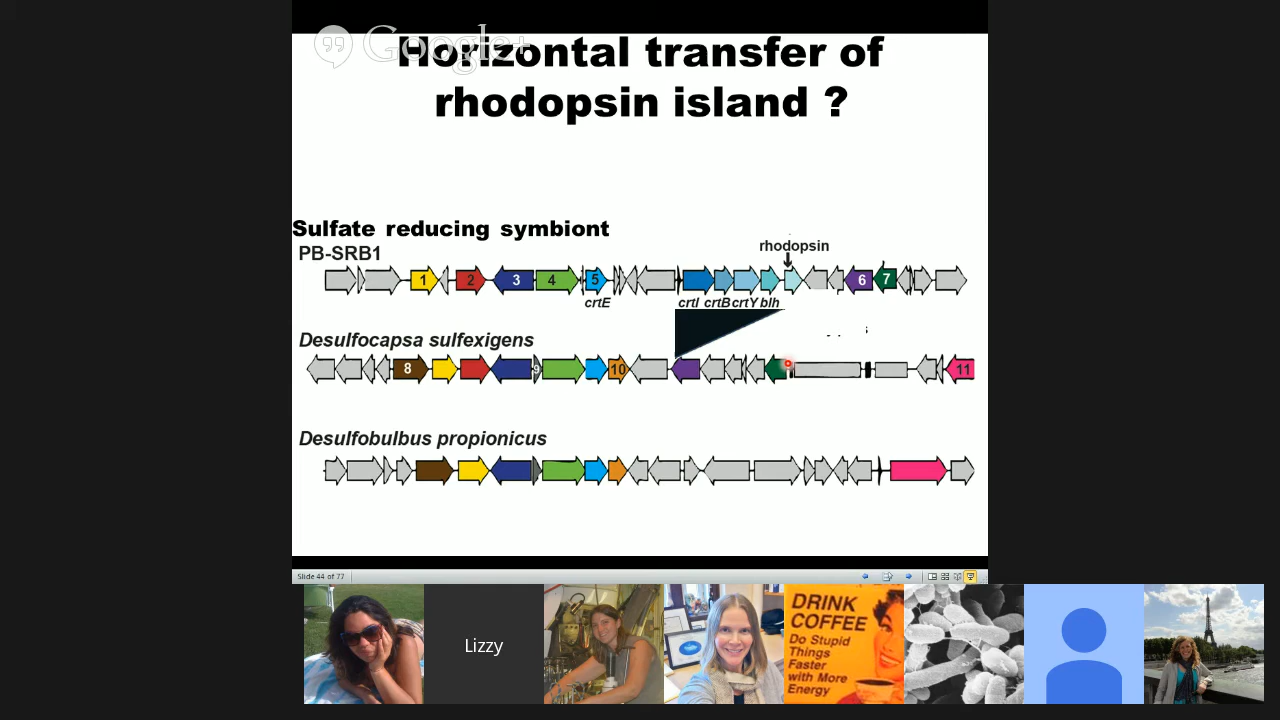 Google+
Horizontal transfer of
rhodopsin island ?
Sulfate reducing symbiont
PB-SRB1
rhodopsin
1 2 3 4 5 6 7
crtE crtI crtB crtY blh
Desulfocapsa sulfexigens
8 9 10 11
Desulfobulbus propionicus
Slide 44 of 77
Lizzy
DRINK
COFFEE
Do Stupid
Things
Faster
with More
Energy